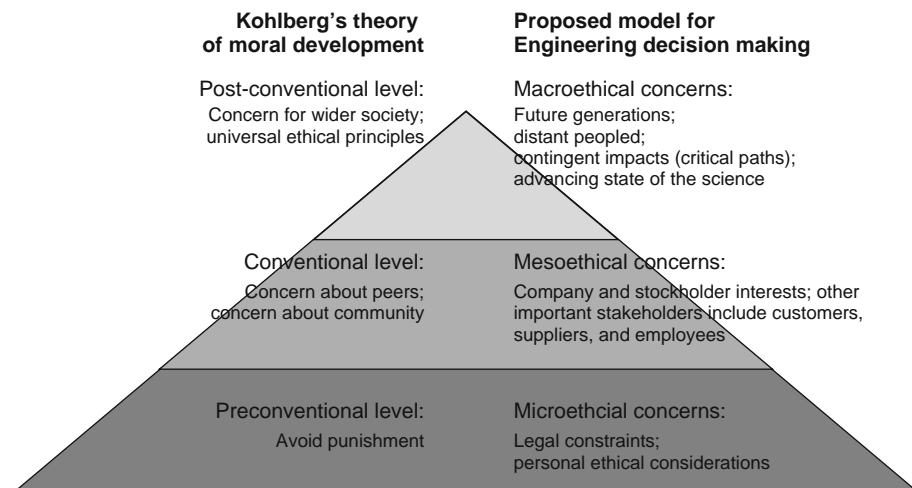 Kohlberg's theory
of moral development
Proposed model for
Engineering decision making
Post-conventional level:
Concern for wider society;
universal ethical principles
Macroethical concerns:
Future generations;
distant peopled;
contingent impacts (critical paths);
advancing state of the science
Conventional level:
Concern about peers;
concern about community
Mesoethical concerns:
Company and stockholder interests; other
important stakeholders include customers,
suppliers, and employees
Preconventional level:
Avoid punishment
Microethcial concerns:
Legal constraints;
personal ethical considerations